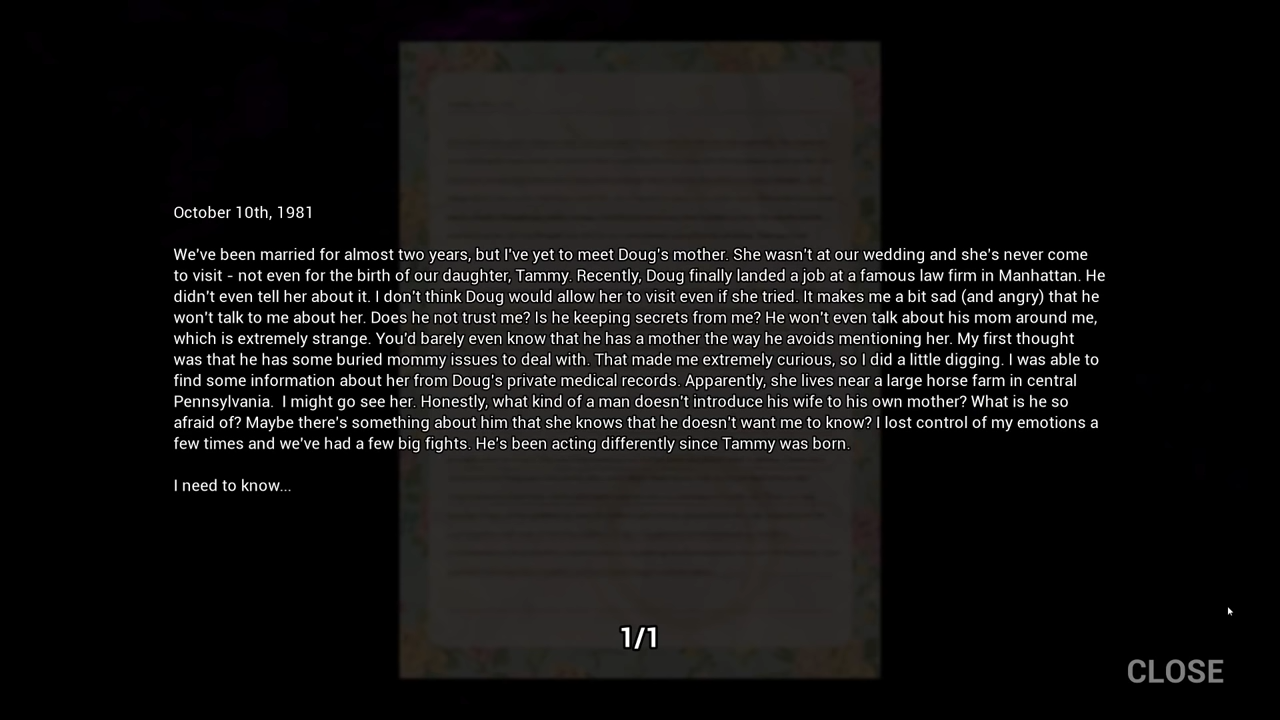 October 10th, 1981
We've been married for almost two years, but I've yet to meet Doug's mother. She wasn't at our wedding and she's never come
to visit - not even for the birth of our daughter, Tammy. Recently, Doug finally landed a job at a famous law firm in Manhattan. He
didn't even tell her about it. I don't think Doug would allow her to visit even if she tried. It makes me a bit sad (and angry) that he
won't talk to me about her. Does he not trust me? Is he keeping secrets from me? He won't even talk about his mom around me,
which is extremely strange. You'd barely even know that he has a mother the way he avoids mentioning her. My first thought
was that he has some buried mommy issues to deal with. That made me extremely curious, so I did a little digging. I was able to
find some information about her from Doug's private medical records. Apparently, she lives near a large horse farm in central
Pennsylvania.  I might go see her. Honestly, what kind of a man doesn't introduce his wife to his own mother? What is he so
afraid of? Maybe there's something about him that she knows that he doesn't want me to know? I lost control of my emotions a
few times and we've had a few big fights. He's been acting differently since Tammy was born.
I need to know...
1/1
CLOSE